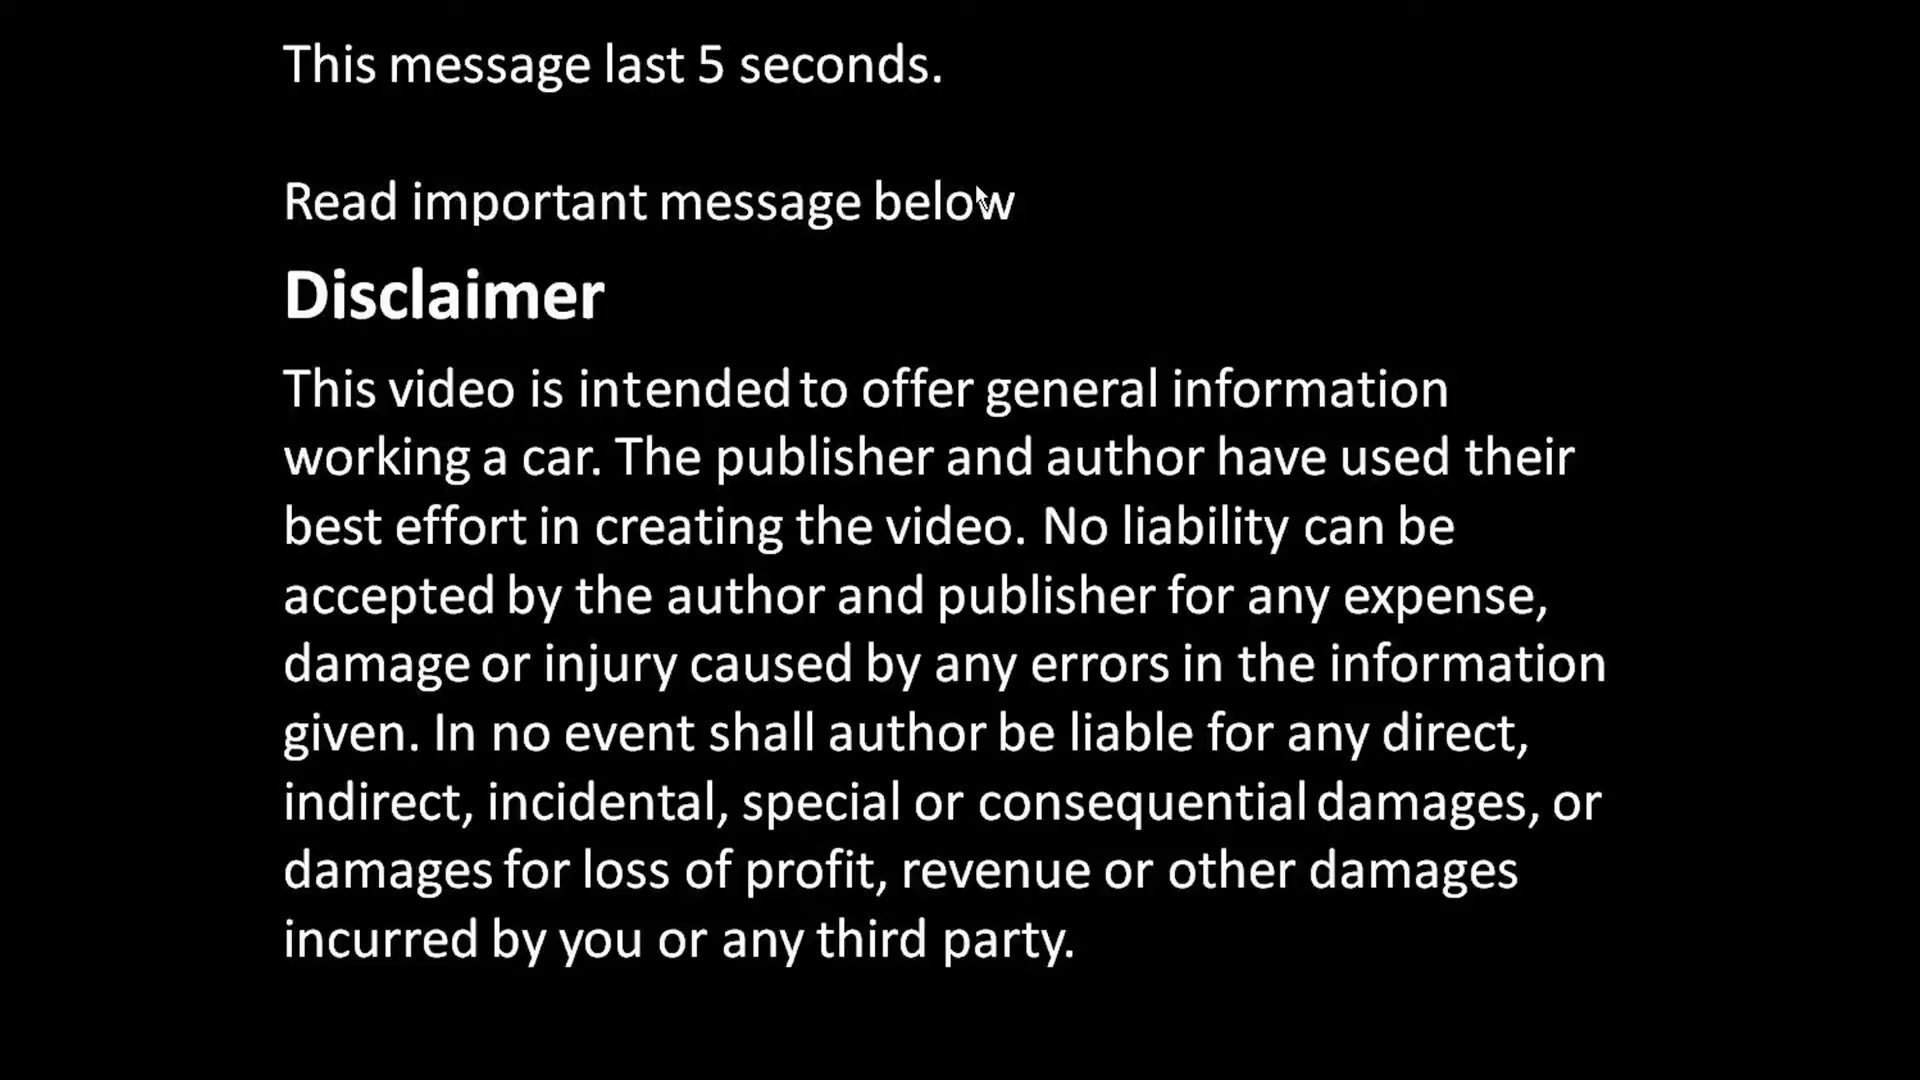 This message last 5 seconds.
Read important message below
Disclaimer
This video is intended to offer general information
working a car. The publisher and author have used their
best effort in creating the video. No liability can be
accepted by the author and publisher for any expense,
damage or injury caused by any errors in the information
given. In no event shall author be liable for any direct,
indirect, incidental, special or consequential damages, or
damages for loss of profit, revenue or other damages
incurred by you or any third party.